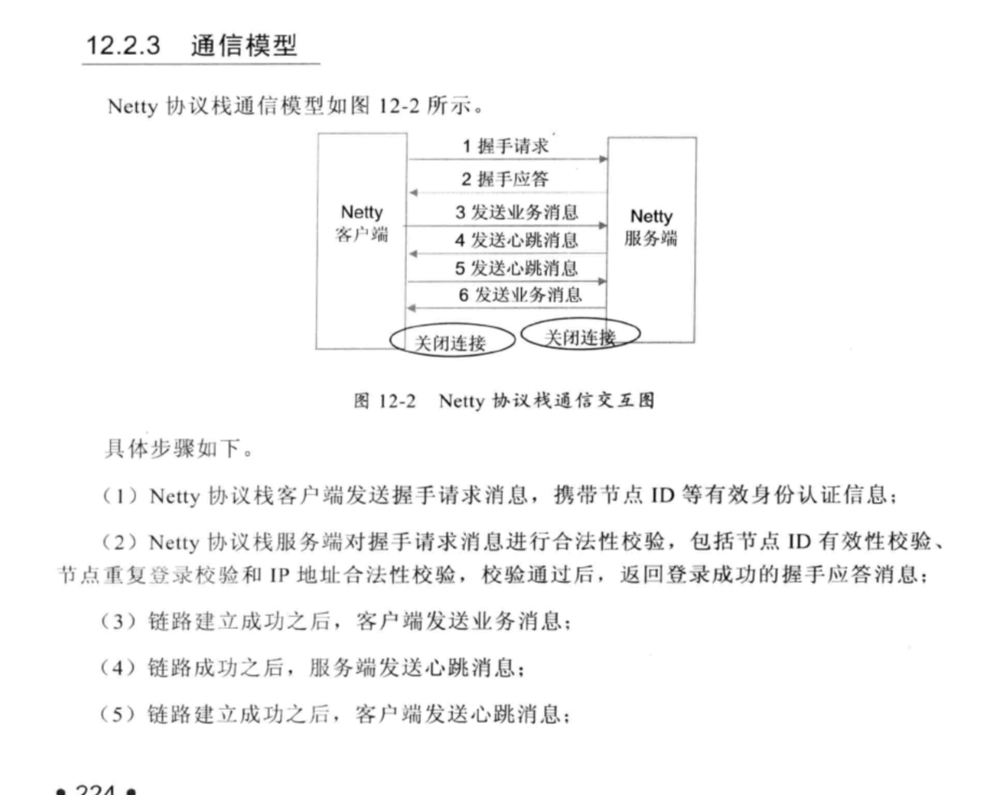 12.2.3 通信模型
Netty 协议栈通信模型如图 12-2 所示。
1 握手请求
2 握手应答
3 发送业务消息
4 发送心跳消息
5 发送心跳消息
6 发送业务消息
Netty
客户端
Netty
服务端
关闭连接
关闭连接
图 12-2 Netty 协议栈通信交互图
具体步骤如下。
（1）Netty 协议栈客户端发送握手请求消息，携带节点 ID 等有效身份认证信息；
（2）Netty 协议栈服务端对握手请求消息进行合法性校验，包括节点 ID 有效性校验、
节点重复登录校验和 IP 地址合法性校验，校验通过后，返回登录成功的握手应答消息；
（3）链路建立成功之后，客户端发送业务消息；
（4）链路成功之后，服务端发送心跳消息；
（5）链路建立成功之后，客户端发送心跳消息；
• 224 •